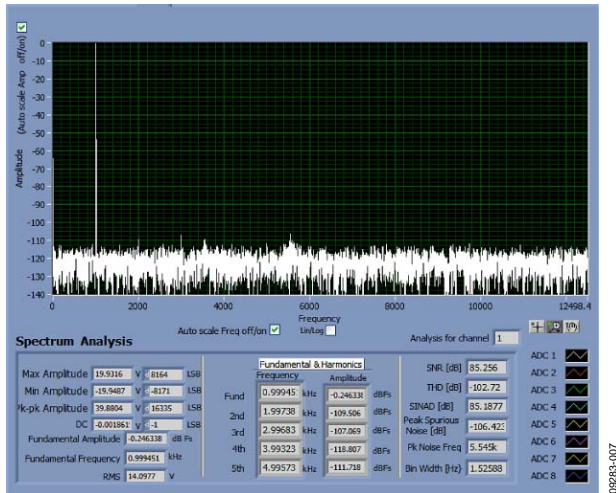 (Auto scale Amp off/on)
Amplitude
0
-10
-20
-30
-40
-50
-60
-70
-80
-90
-100
-110
-120
-130
-140
0 2000 4000 6000 8000 10000 12498.4
Frequency
Auto scale Freq off/on Lin/Log
Analysis for channel 1
Spectrum Analysis
Max Amplitude 19.9316 V 8164 LSB
Min Amplitude -19.9487 V -8171 LSB
Pk-pk Amplitude 39.8804 V 16335 LSB
DC -0.001861 V -1 LSB
Fundamental Amplitude -0.246338 dB Fs
Fundamental Frequency 0.999451 kHz
RMS 14.0977 V
Fundamental & Harmonics
Frequency Amplitude
Fund 0.99945 kHz -0.246338 dBFs
2nd 1.99738 kHz -109.506 dBFs
3rd 2.99683 kHz -107.069 dBFs
4th 3.99323 kHz -118.807 dBFs
5th 4.99573 kHz -111.718 dBFs
SNR [dB] 85.256
THD [dB] -102.72
SINAD [dB] 85.1877
Peak Spurious
Noise [dB] -106.423
Pk Noise Freq 5.545k
Bin Width [Hz} 1.52588
ADC 1
ADC 2
ADC 3
ADC 4
ADC 5
ADC 6
ADC 7
ADC 8
09283-007